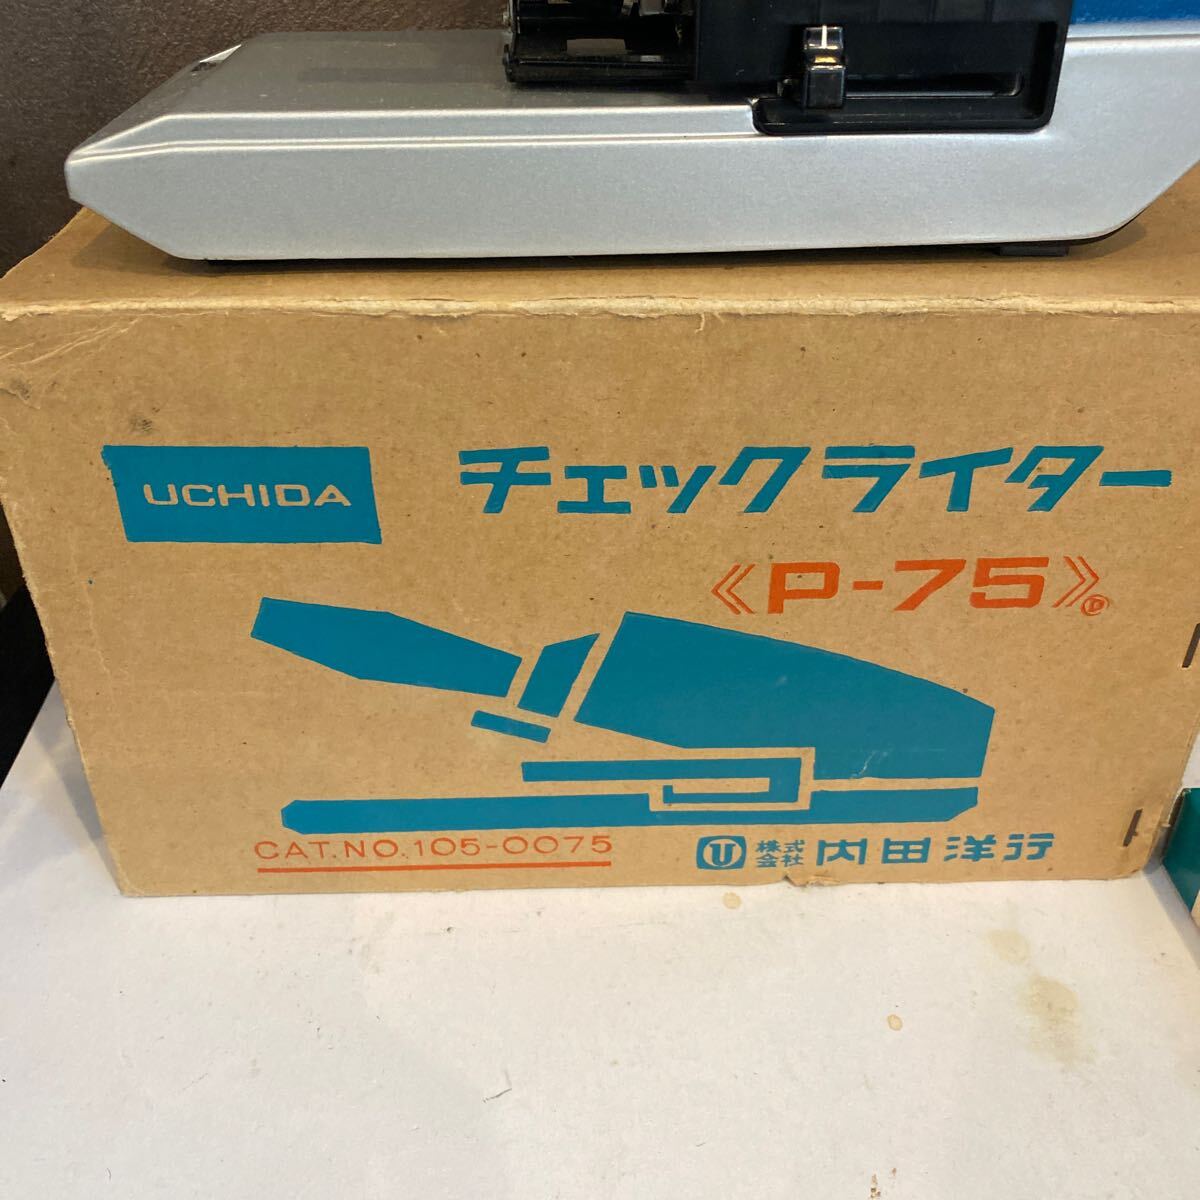 UCHIDA
チェックライター
《P-75》Ⓟ
CAT.NO.105-0075
U 株式会社 内田洋行